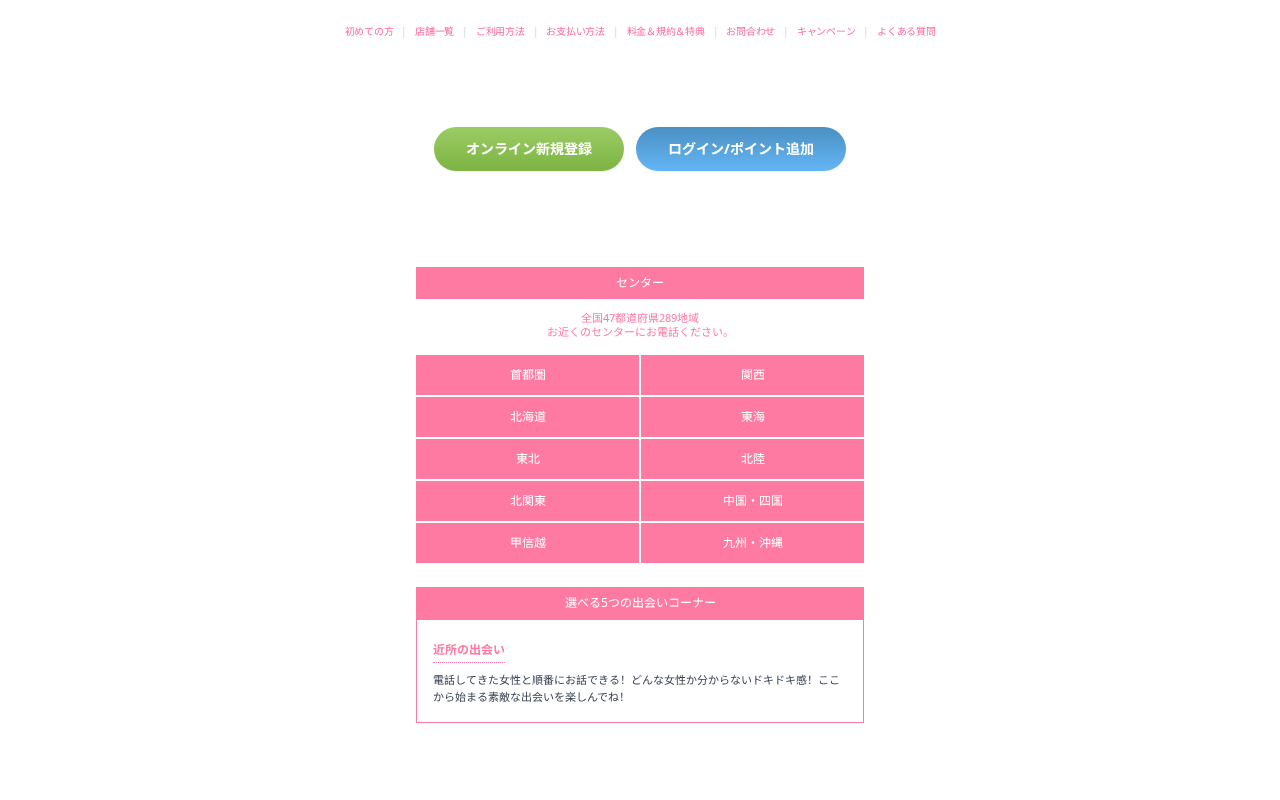 初めての方 | 店舗一覧 | ご利用方法 | お支払い方法 | 料金＆規約＆特典 | お問合わせ | キャンペーン | よくある質問
オンライン新規登録 ログイン/ポイント追加
センター
全国47都道府県289地域
お近くのセンターにお電話ください。
首都圏 関西
北海道 東海
東北 北陸
北関東 中国・四国
甲信越 九州・沖縄
選べる5つの出会いコーナー
近所の出会い
電話してきた女性と順番にお話できる！どんな女性か分からないドキドキ感！ここ
から始まる素敵な出会いを楽しんでね！